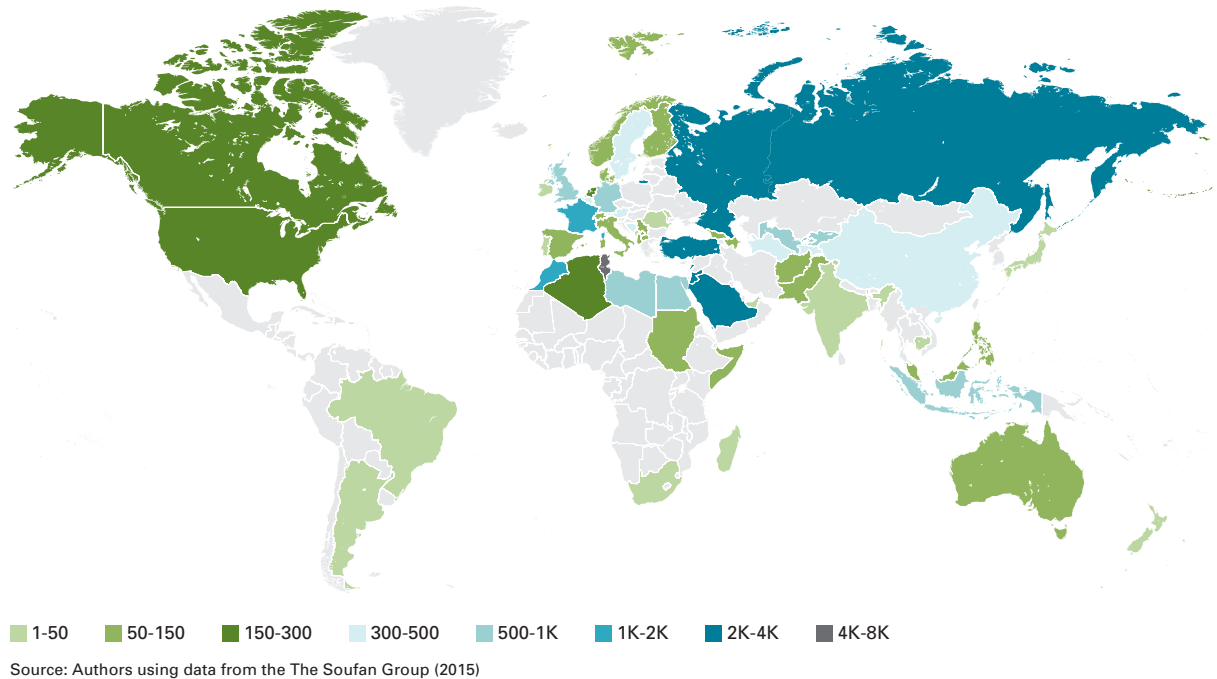 1-50 50-150 150-300 300-500 500-1K 1K-2K 2K-4K 4K-8K
Source: Authors using data from the The Soufan Group (2015)